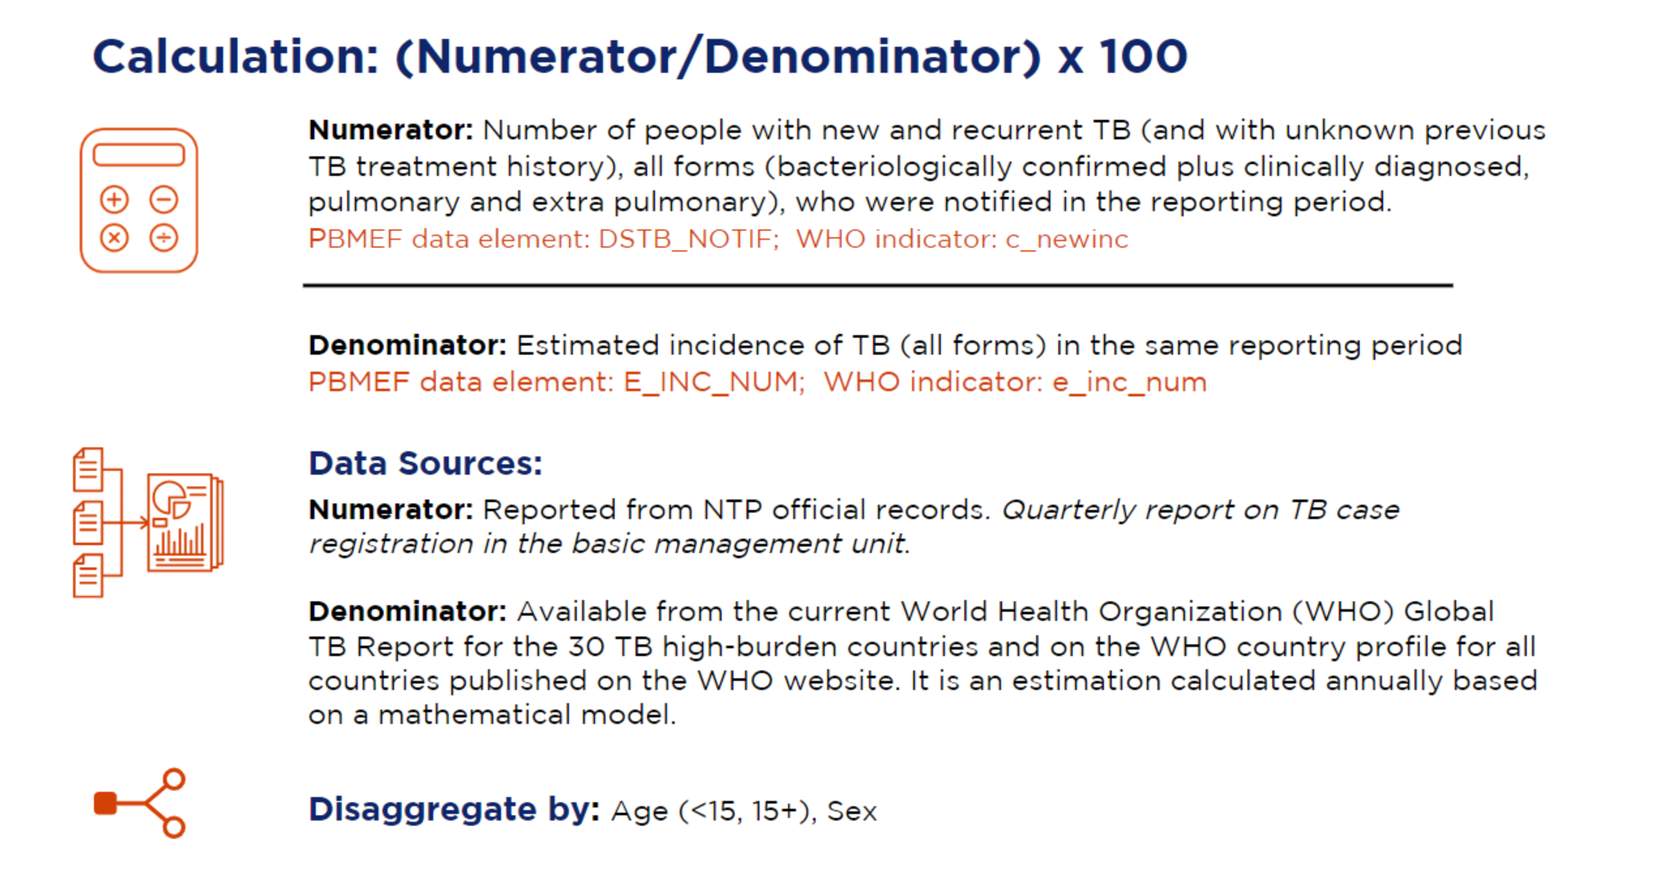 Calculation: (Numerator/Denominator) x 100
Numerator: Number of people with new and recurrent TB (and with unknown previous
TB treatment history), all forms (bacteriologically confirmed plus clinically diagnosed,
pulmonary and extra pulmonary), who were notified in the reporting period.
PBMEF data element: DSTB_NOTIF;  WHO indicator: c_newinc
Denominator: Estimated incidence of TB (all forms) in the same reporting period
PBMEF data element: E_INC_NUM;  WHO indicator: e_inc_num
Data Sources:
Numerator: Reported from NTP official records. Quarterly report on TB case
registration in the basic management unit.
Denominator: Available from the current World Health Organization (WHO) Global
TB Report for the 30 TB high-burden countries and on the WHO country profile for all
countries published on the WHO website. It is an estimation calculated annually based
on a mathematical model.
Disaggregate by: Age (<15, 15+), Sex